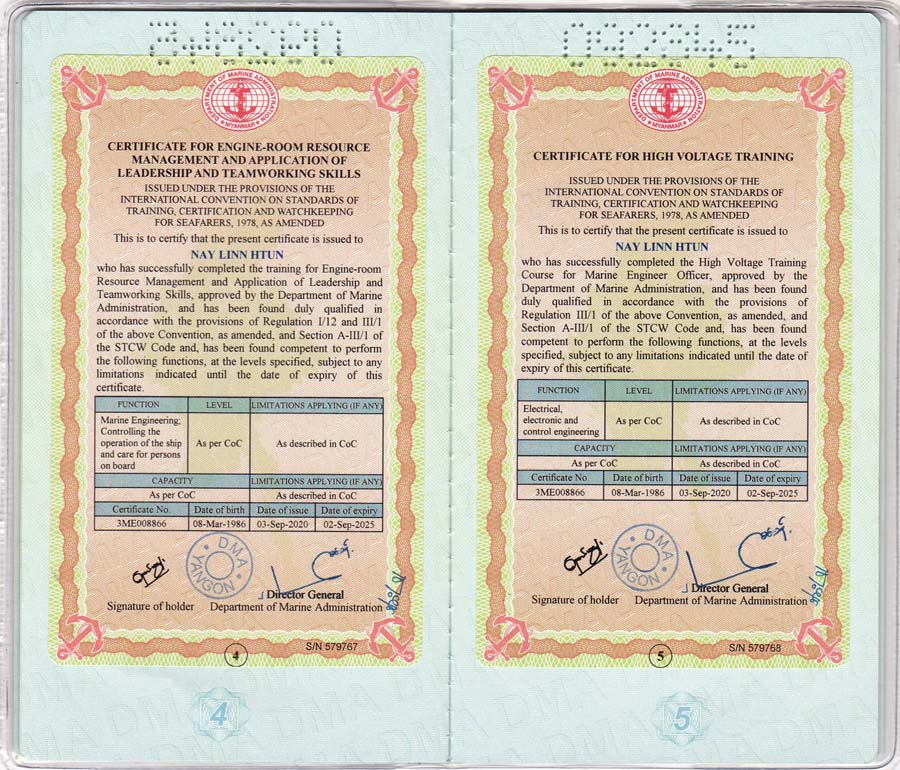 DEPARTMENT OF MARINE ADMINISTRATION
MYANMAR
CERTIFICATE FOR ENGINE-ROOM RESOURCE
MANAGEMENT AND APPLICATION OF
LEADERSHIP AND TEAMWORKING SKILLS
ISSUED UNDER THE PROVISIONS OF THE
INTERNATIONAL CONVENTION ON STANDARDS OF
TRAINING, CERTIFICATION AND WATCHKEEPING
FOR SEAFARERS, 1978, AS AMENDED
This is to certify that the present certificate is issued to
NAY LINN HTUN
who has successfully completed the training for Engine-room
Resource Management and Application of Leadership and
Teamworking Skills, approved by the Department of Marine
Administration, and has been found duly qualified in
accordance with the provisions of Regulation I/12 and III/1
of the above Convention, as amended, and Section A-III/1 of
the STCW Code and, has been found competent to perform
the following functions, at the levels specified, subject to any
limitations indicated until the date of expiry of this
certificate.
FUNCTION LEVEL LIMITATIONS APPLYING (IF ANY)
Marine Engineering;
Controlling the
operation of the ship
and care for persons
on board
As per CoC As described in CoC
CAPACITY LIMITATIONS APPLYING (IF ANY)
As per CoC As described in CoC
Certificate No. Date of birth Date of issue Date of expiry
3ME008866 08-Mar-1986 03-Sep-2020 02-Sep-2025
DMA
YANGON
Director General
Signature of holder Department of Marine Administration
4
S/N 579767
4
092345
DEPARTMENT OF MARINE ADMINISTRATION
MYANMAR
CERTIFICATE FOR HIGH VOLTAGE TRAINING
ISSUED UNDER THE PROVISIONS OF THE
INTERNATIONAL CONVENTION ON STANDARDS OF
TRAINING, CERTIFICATION AND WATCHKEEPING
FOR SEAFARERS, 1978, AS AMENDED
This is to certify that the present certificate is issued to
NAY LINN HTUN
who has successfully completed the High Voltage Training
Course for Marine Engineer Officer, approved by the
Department of Marine Administration, and has been found
duly qualified in accordance with the provisions of
Regulation III/1 of the above Convention, as amended, and
Section A-III/1 of the STCW Code and, has been found
competent to perform the following functions, at the levels
specified, subject to any limitations indicated until the date of
expiry of this certificate.
FUNCTION LEVEL LIMITATIONS APPLYING (IF ANY)
Electrical,
electronic and
control engineering
As per CoC As described in CoC
CAPACITY LIMITATIONS APPLYING (IF ANY)
As per CoC As described in CoC
Certificate No. Date of birth Date of issue Date of expiry
3ME008866 08-Mar-1986 03-Sep-2020 02-Sep-2025
DMA
YANGON
Director General
Signature of holder Department of Marine Administration
5
S/N 579768
5